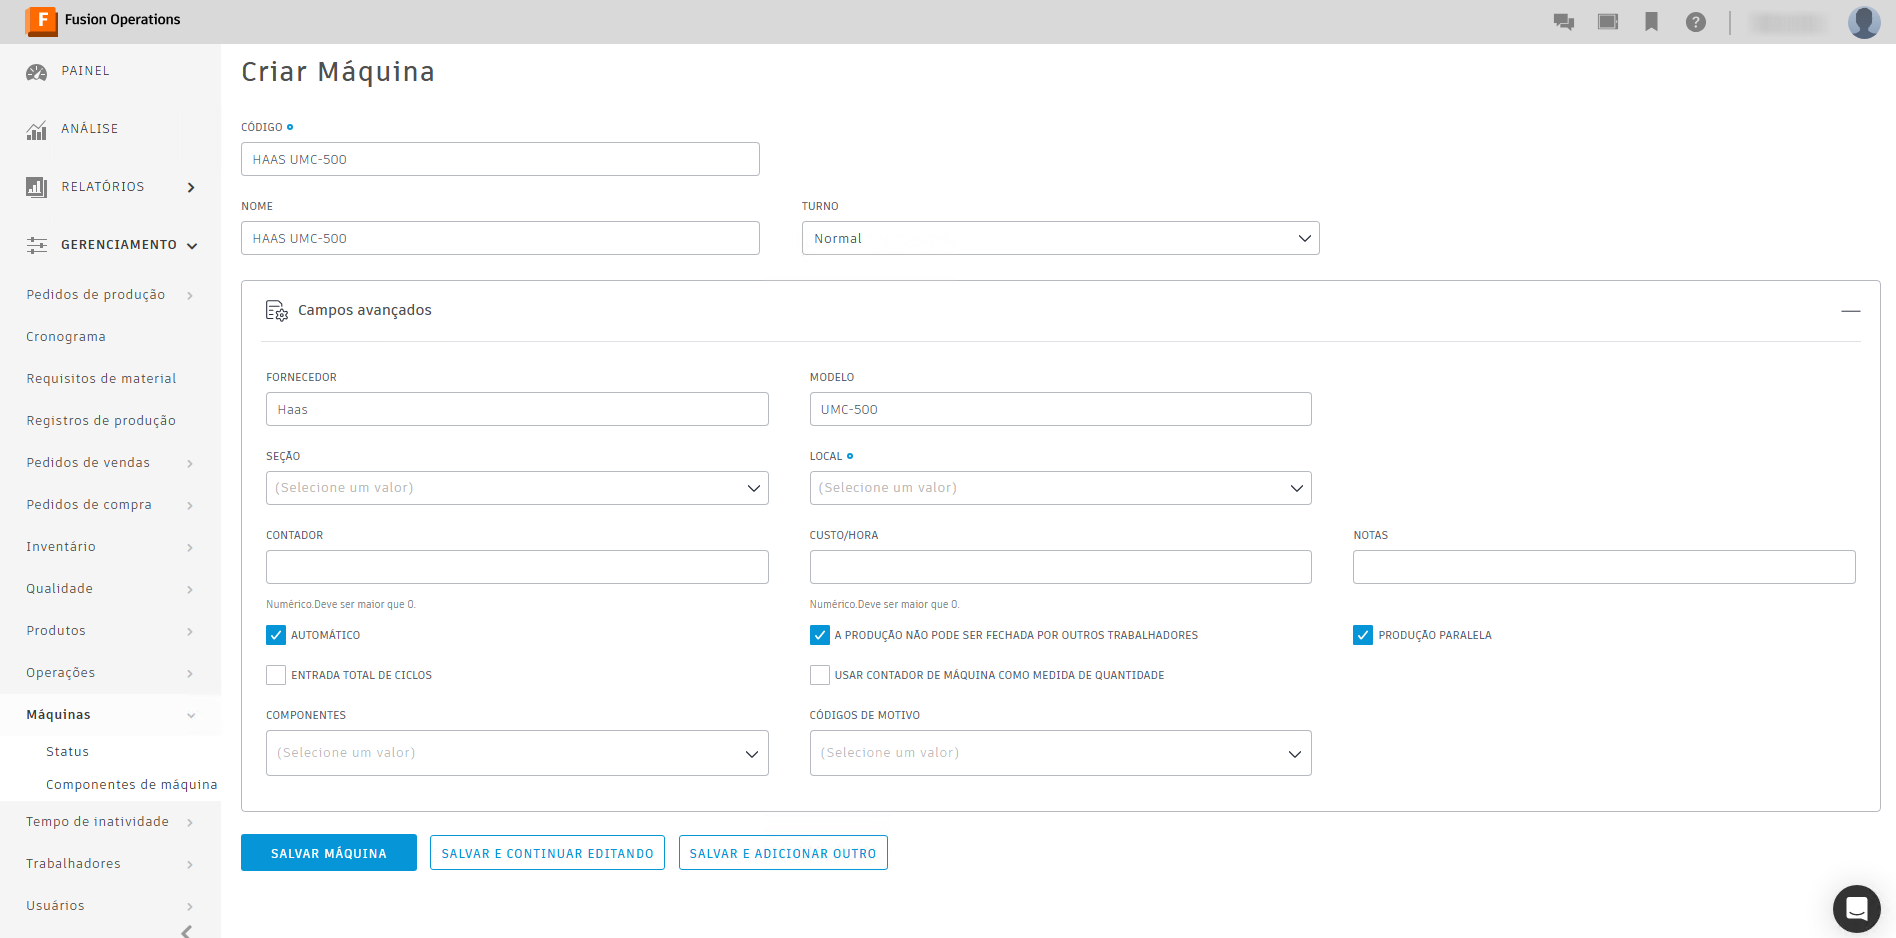 Fusion Operations
PAINEL
ANÁLISE
RELATÓRIOS
GERENCIAMENTO
Pedidos de produção
Cronograma
Requisitos de material
Registros de produção
Pedidos de vendas
Pedidos de compra
Inventário
Qualidade
Produtos
Operações
Máquinas
Status
Componentes de máquina
Tempo de inatividade
Trabalhadores
Usuários
Criar Máquina
CÓDIGO
HAAS UMC-500
NOME
TURNO
HAAS UMC-500
Normal
Campos avançados
FORNECEDOR
MODELO
Haas
UMC-500
SEÇÃO
LOCAL
(Selecione um valor)
(Selecione um valor)
CONTADOR
CUSTO/HORA
NOTAS
Numérico.Deve ser maior que 0.
Numérico.Deve ser maior que 0.
AUTOMÁTICO
A PRODUÇÃO NÃO PODE SER FECHADA POR OUTROS TRABALHADORES
PRODUÇÃO PARALELA
ENTRADA TOTAL DE CICLOS
USAR CONTADOR DE MÁQUINA COMO MEDIDA DE QUANTIDADE
COMPONENTES
CÓDIGOS DE MOTIVO
(Selecione um valor)
(Selecione um valor)
SALVAR MÁQUINA
SALVAR E CONTINUAR EDITANDO
SALVAR E ADICIONAR OUTRO